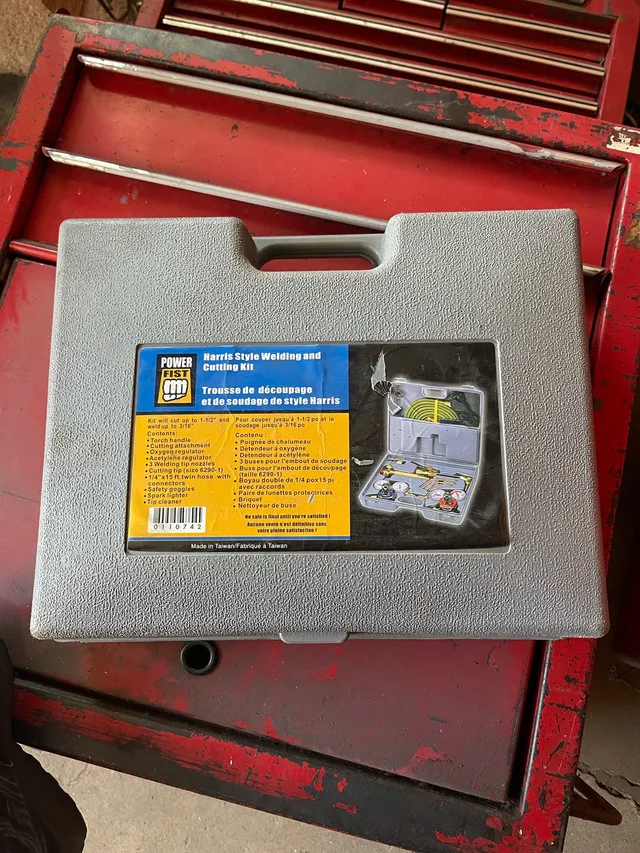 POWER
FIST
Harris Style Welding and
Cutting Kit
Trousse de découpage
et de soudage de style Harris
Kit will cut up to 1-1/2" and
weld up to 3/16"
Contents:
• Torch handle
• Cutting attachment
• Oxygen regulator
• Acetylene regulator
• 3 Welding tip nozzles
• Cutting tip (size 6290-1)
• 1/4"x15 ft. twin hose with
connectors
• Safety goggles
• Spark lighter
• Tip cleaner
0110742
Pour couper jusqu'à 1-1/2 po et le
soudage jusqu'à 3/16 po
Contenu
• Poignée de chalumeau
• Détendeur à oxygène
• Détendeur à acétylène
• 3 buses pour l'embout de soudage
• Buse pour l'embout de découpage
(taille 6290-1)
• Boyau double de 1/4 pox15 pi
avec raccords
• Paire de lunettes protectrices
• Briquet
• Nettoyeur de buse
No sale is final until you're satisfied !
Aucune vente n'est définitive sans
votre pleine satisfaction !
Made in Taiwan/Fabriqué à Taiwan